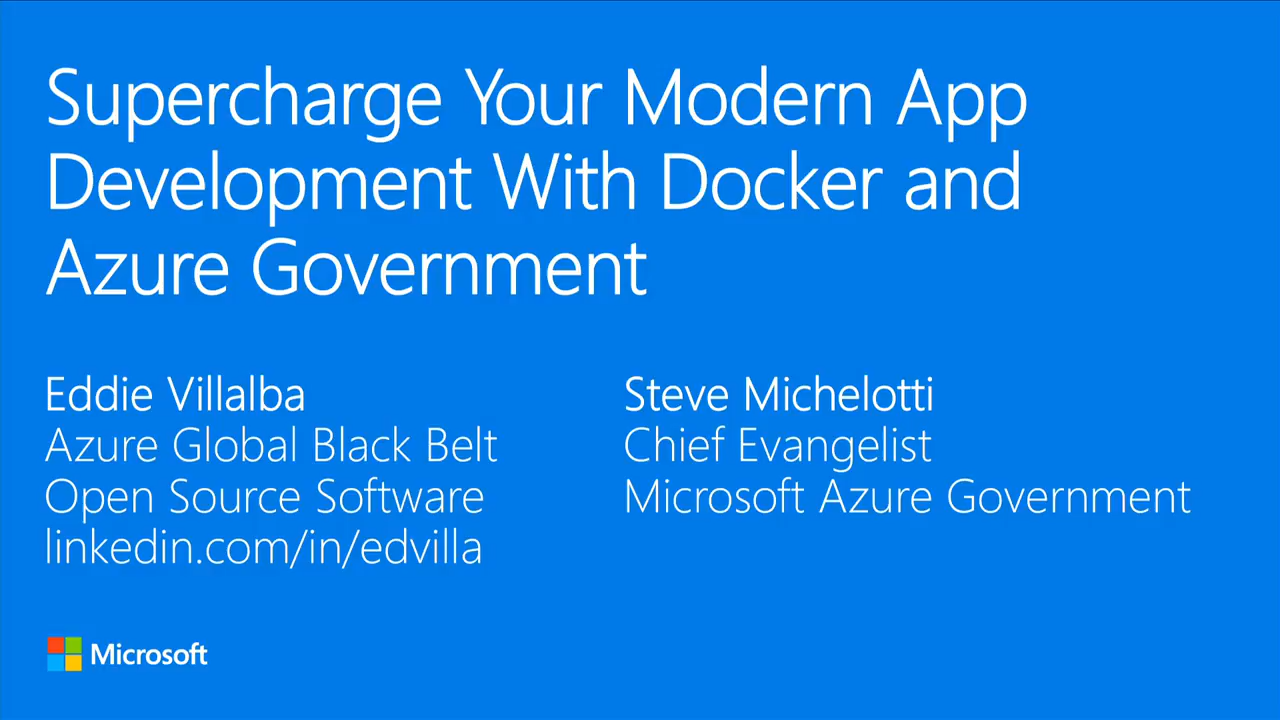 Supercharge Your Modern App
Development With Docker and
Azure Government
Eddie Villalba
Azure Global Black Belt
Open Source Software
linkedin.com/in/edvilla
Steve Michelotti
Chief Evangelist
Microsoft Azure Government
Microsoft